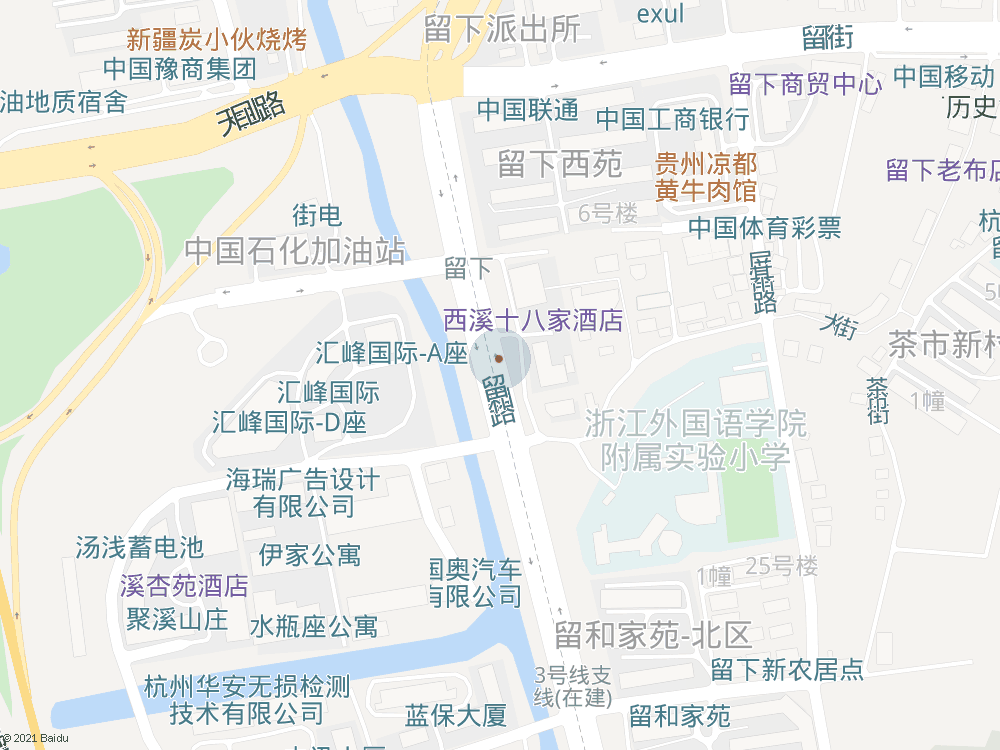 留下派出所
exul
新疆炭小伙烧烤
留街
中国豫商集团
留下商贸中心
中国移动
油地质宿舍
天目山路
中国联通
中国工商银行
历史
留下西苑
贵州凉都
黄牛肉馆
留下老布店
6号楼
街电
中国体育彩票
杭
中国石化加油站
留下
屏基路
50
西溪十八家酒店
大街
汇峰国际-A座
茶市新村
留和路
汇峰国际
茶市街
1幢
汇峰国际-D座
浙江外国语学院
附属实验小学
海瑞广告设计
有限公司
汤浅蓄电池
伊家公寓
国奥汽车
有限公司
1幢
25号楼
溪杏苑酒店
聚溪山庄
水瓶座公寓
留和家苑-北区
3号线支
线(在建)
留下新农居点
杭州华安无损检测
技术有限公司
蓝保大厦
留和家苑
© 2021 Baidu